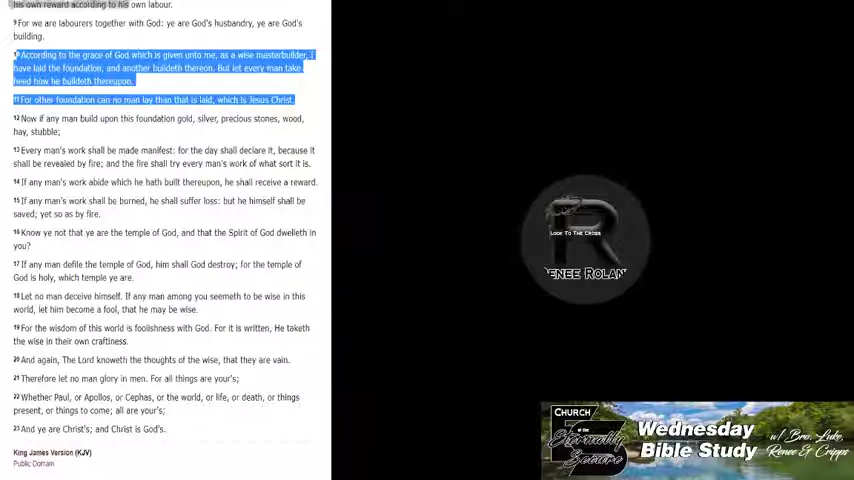 his own reward according to his own labour.
9 For we are labourers together with God: ye are God's husbandry, ye are God's
building.
10 According to the grace of God which is given unto me, as a wise masterbuilder, I
have laid the foundation, and another buildeth thereon. But let every man take
heed how he buildeth thereupon.
11 For other foundation can no man lay than that is laid, which is Jesus Christ.
12 Now if any man build upon this foundation gold, silver, precious stones, wood,
hay, stubble;
13 Every man's work shall be made manifest: for the day shall declare it, because it
shall be revealed by fire; and the fire shall try every man's work of what sort it is.
14 If any man's work abide which he hath built thereupon, he shall receive a reward.
15 If any man's work shall be burned, he shall suffer loss: but he himself shall be
saved; yet so as by fire.
16 Know ye not that ye are the temple of God, and that the Spirit of God dwelleth in
you?
17 If any man defile the temple of God, him shall God destroy; for the temple of
God is holy, which temple ye are.
18 Let no man deceive himself. If any man among you seemeth to be wise in this
world, let him become a fool, that he may be wise.
19 For the wisdom of this world is foolishness with God. For it is written, He taketh
the wise in their own craftiness.
20 And again, The Lord knoweth the thoughts of the wise, that they are vain.
21 Therefore let no man glory in men. For all things are your's;
22 Whether Paul, or Apollos, or Cephas, or the world, or life, or death, or things
present, or things to come; all are your's;
23 And ye are Christ's; and Christ is God's.
King James Version (KJV)
Public Domain
R
LOOK TO THE CROSS
RENEE ROLAN
CHURCH
of the
Eternally
Secure
Wednesday
Bible Study
w/ Bro. Luke,
Renee & Cripps